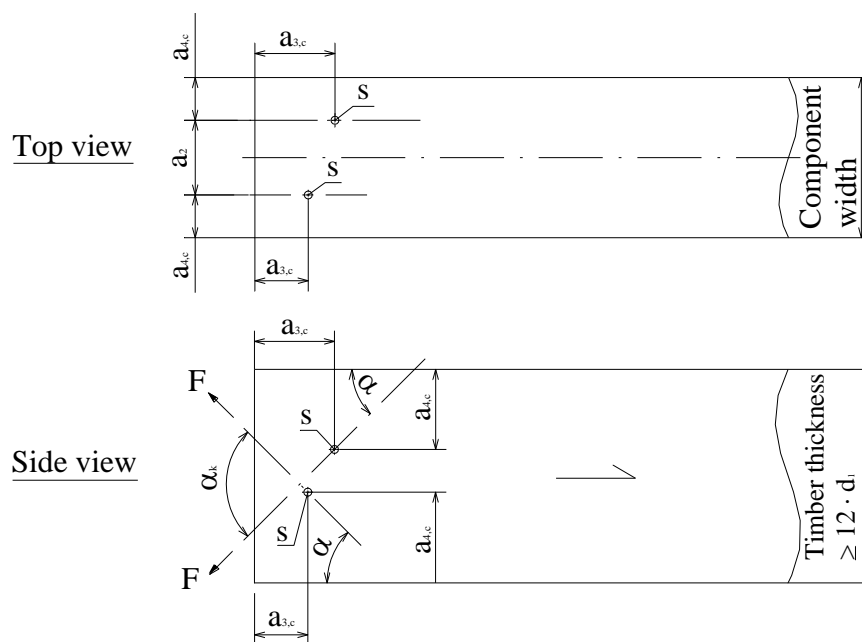 a3,c
a4,c
s
Top view
a2
s
Component
width
a4,c
a3,c
a3,c
F
α
a4,c
s
Side view
αk
Timber thickness
≥ 12 · d1
s
α
a4,c
F
a3,c